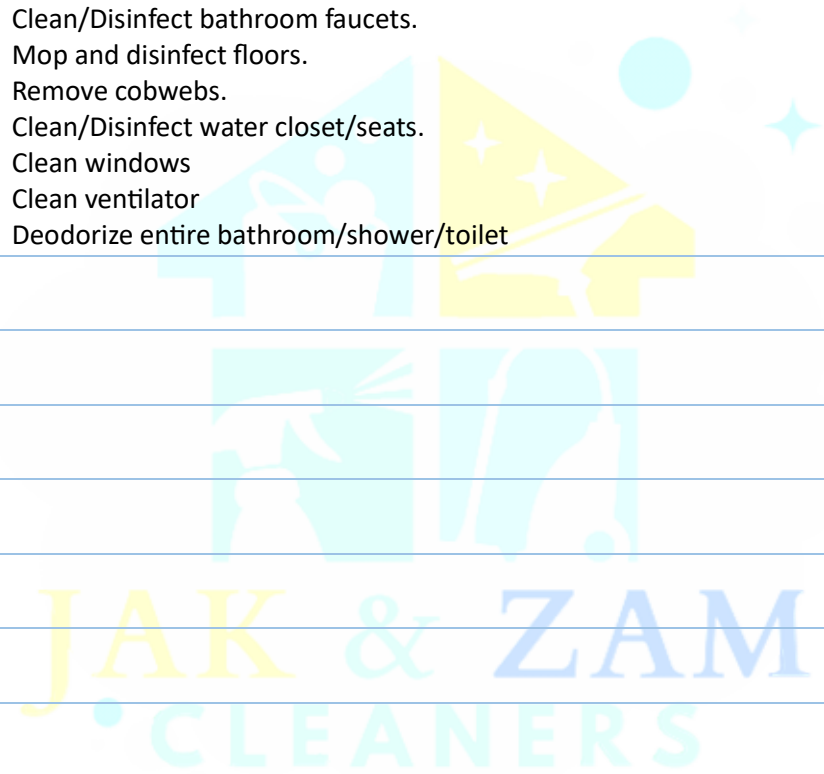 Clean/Disinfect bathroom faucets.
Mop and disinfect floors.
Remove cobwebs.
Clean/Disinfect water closet/seats.
Clean windows
Clean ventilator
Deodorize entire bathroom/shower/toilet
JAK & ZAM
CLEANERS